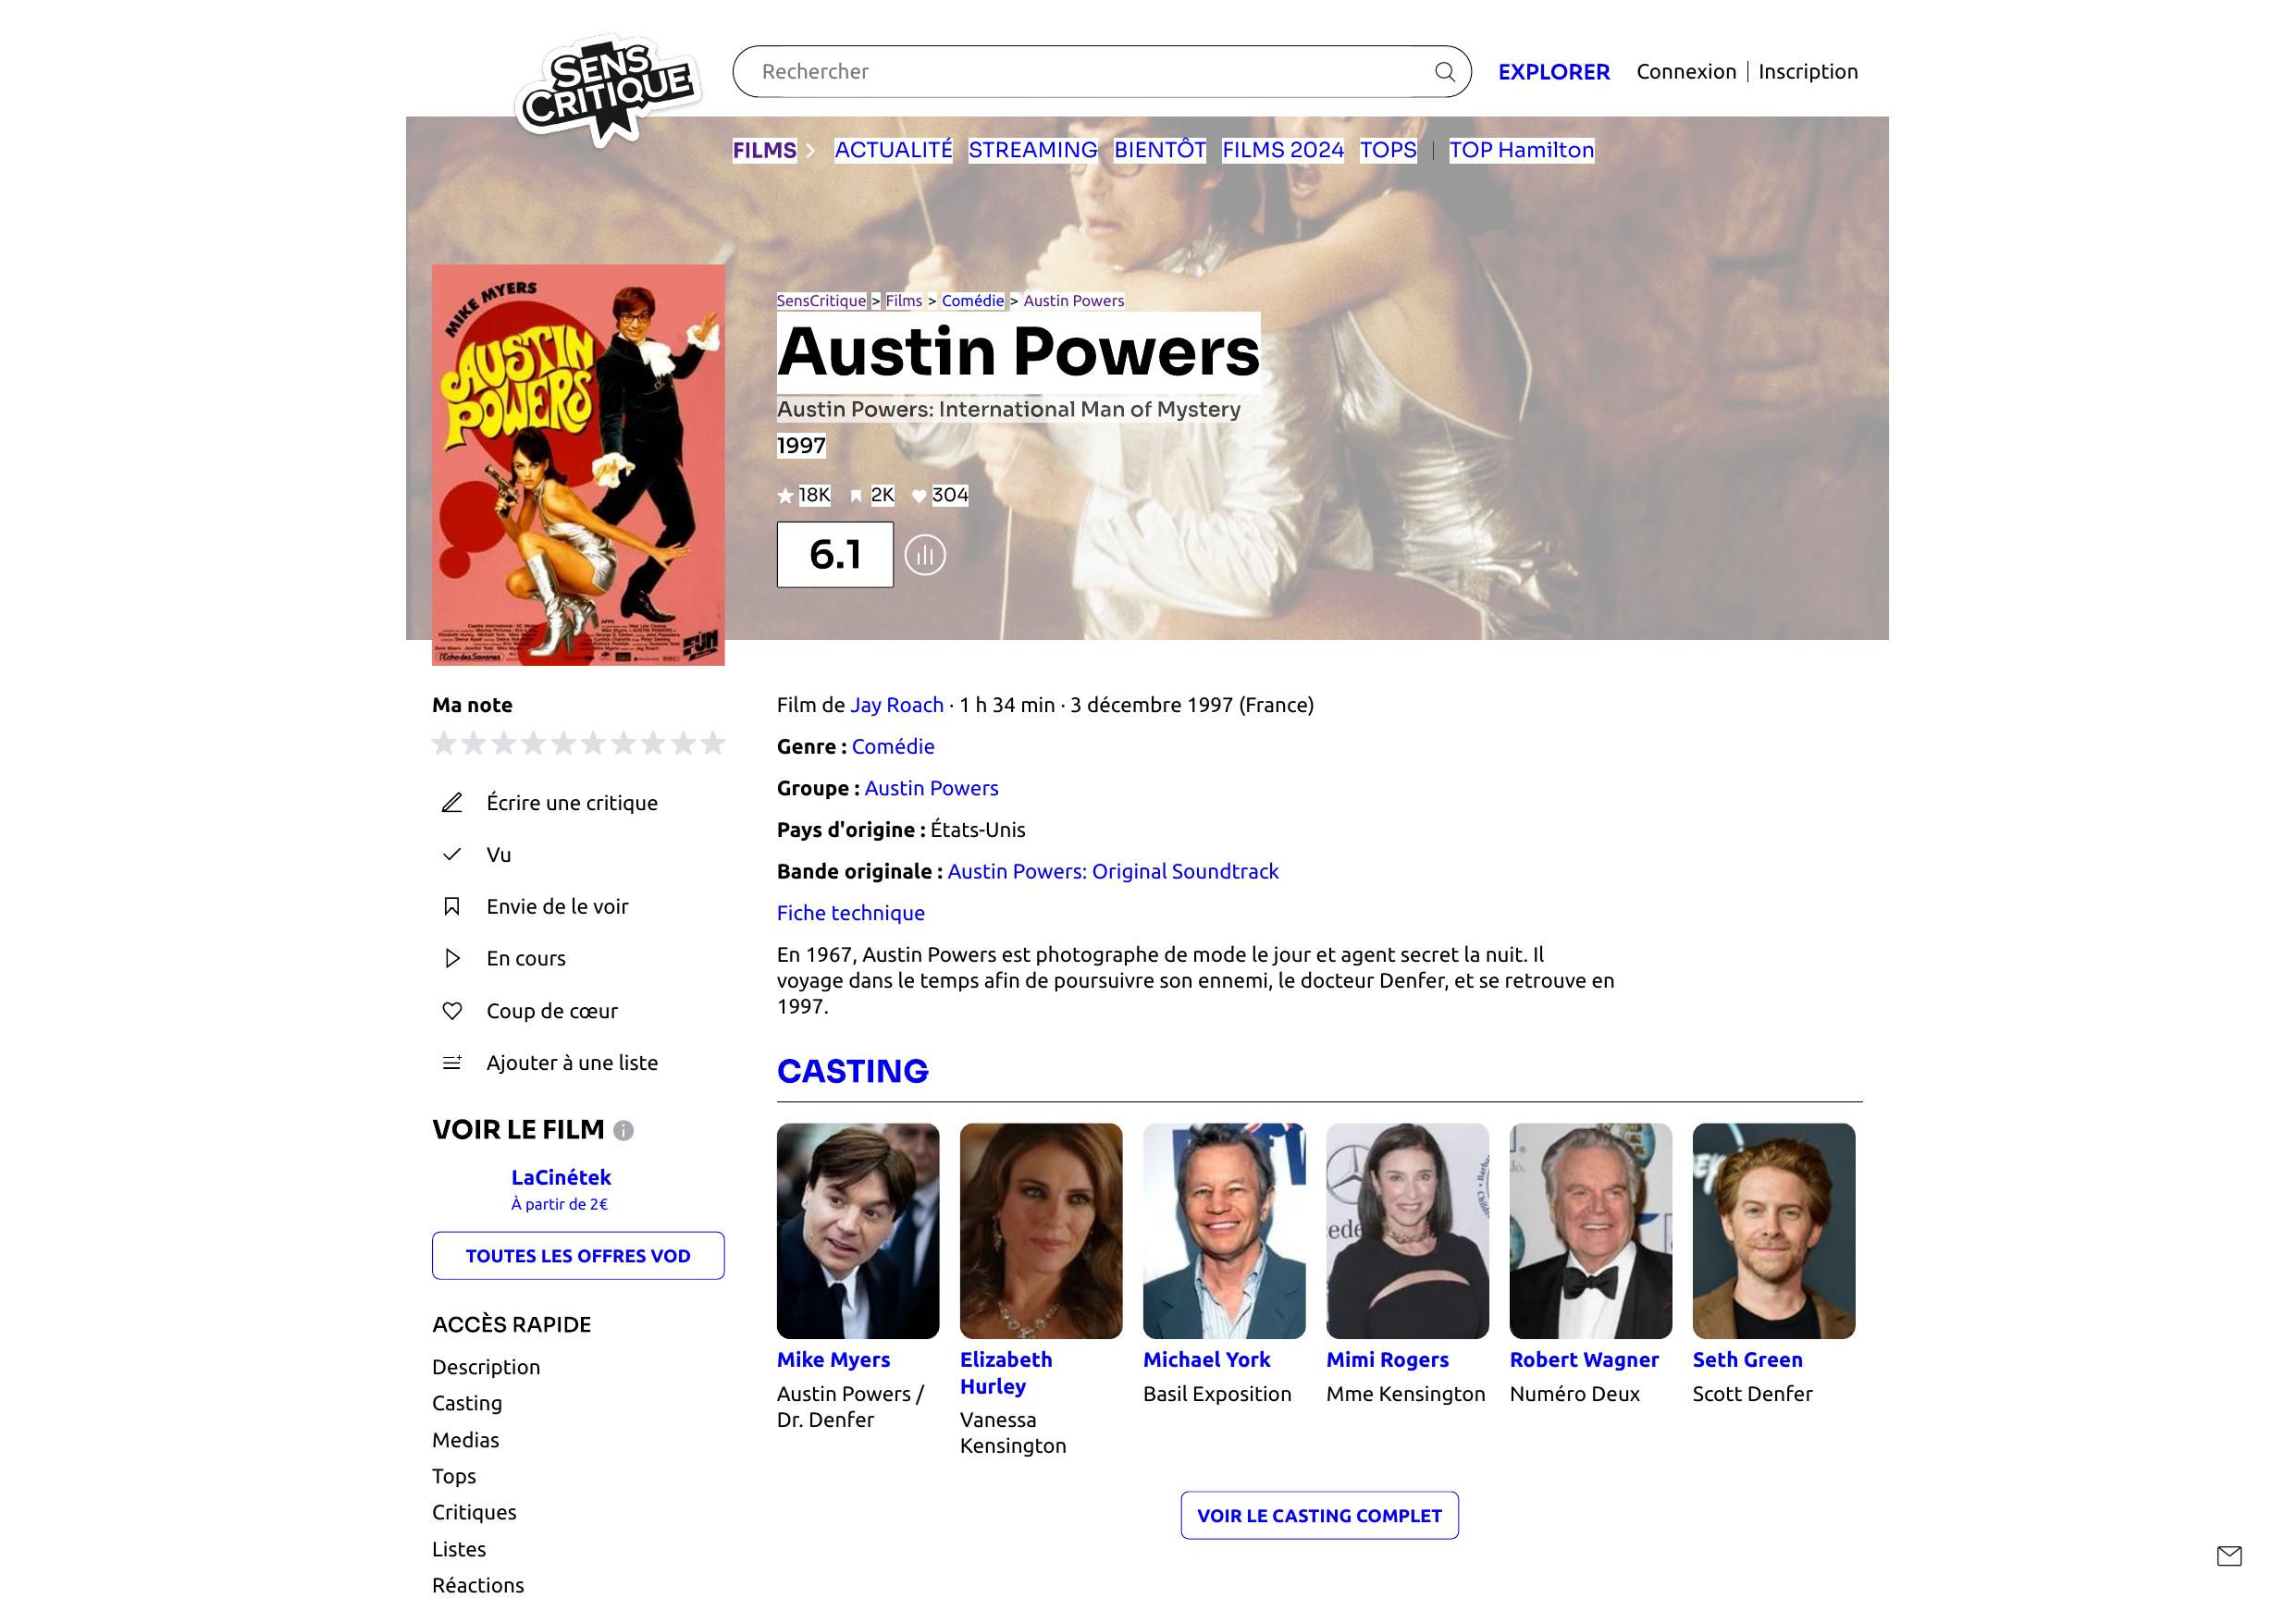 SENS
CRITIQUE
Rechercher
EXPLORER
Connexion | Inscription
FILMS
ACTUALITÉ
STREAMING
BIENTÔT
FILMS 2024
TOPS
|
TOP Hamilton
MIKE MYERS
AUSTIN
POWERS
FUN
l'Echo des Savanes
SensCritique > Films > Comédie > Austin Powers
Austin Powers
Austin Powers: International Man of Mystery
1997
18K 2K 304
6.1
Ma note
Écrire une critique
Vu
Envie de le voir
En cours
Coup de cœur
Ajouter à une liste
VOIR LE FILM
LaCinétek
À partir de 2€
TOUTES LES OFFRES VOD
ACCÈS RAPIDE
Description
Casting
Medias
Tops
Critiques
Listes
Réactions
Film de Jay Roach · 1 h 34 min · 3 décembre 1997 (France)
Genre : Comédie
Groupe : Austin Powers
Pays d'origine : États-Unis
Bande originale : Austin Powers: Original Soundtrack
Fiche technique
En 1967, Austin Powers est photographe de mode le jour et agent secret la nuit. Il
voyage dans le temps afin de poursuivre son ennemi, le docteur Denfer, et se retrouve en
1997.
CASTING
Mike Myers
Austin Powers /
Dr. Denfer
Elizabeth
Hurley
Vanessa
Kensington
Michael York
Basil Exposition
Mimi Rogers
Mme Kensington
Robert Wagner
Numéro Deux
Seth Green
Scott Denfer
VOIR LE CASTING COMPLET